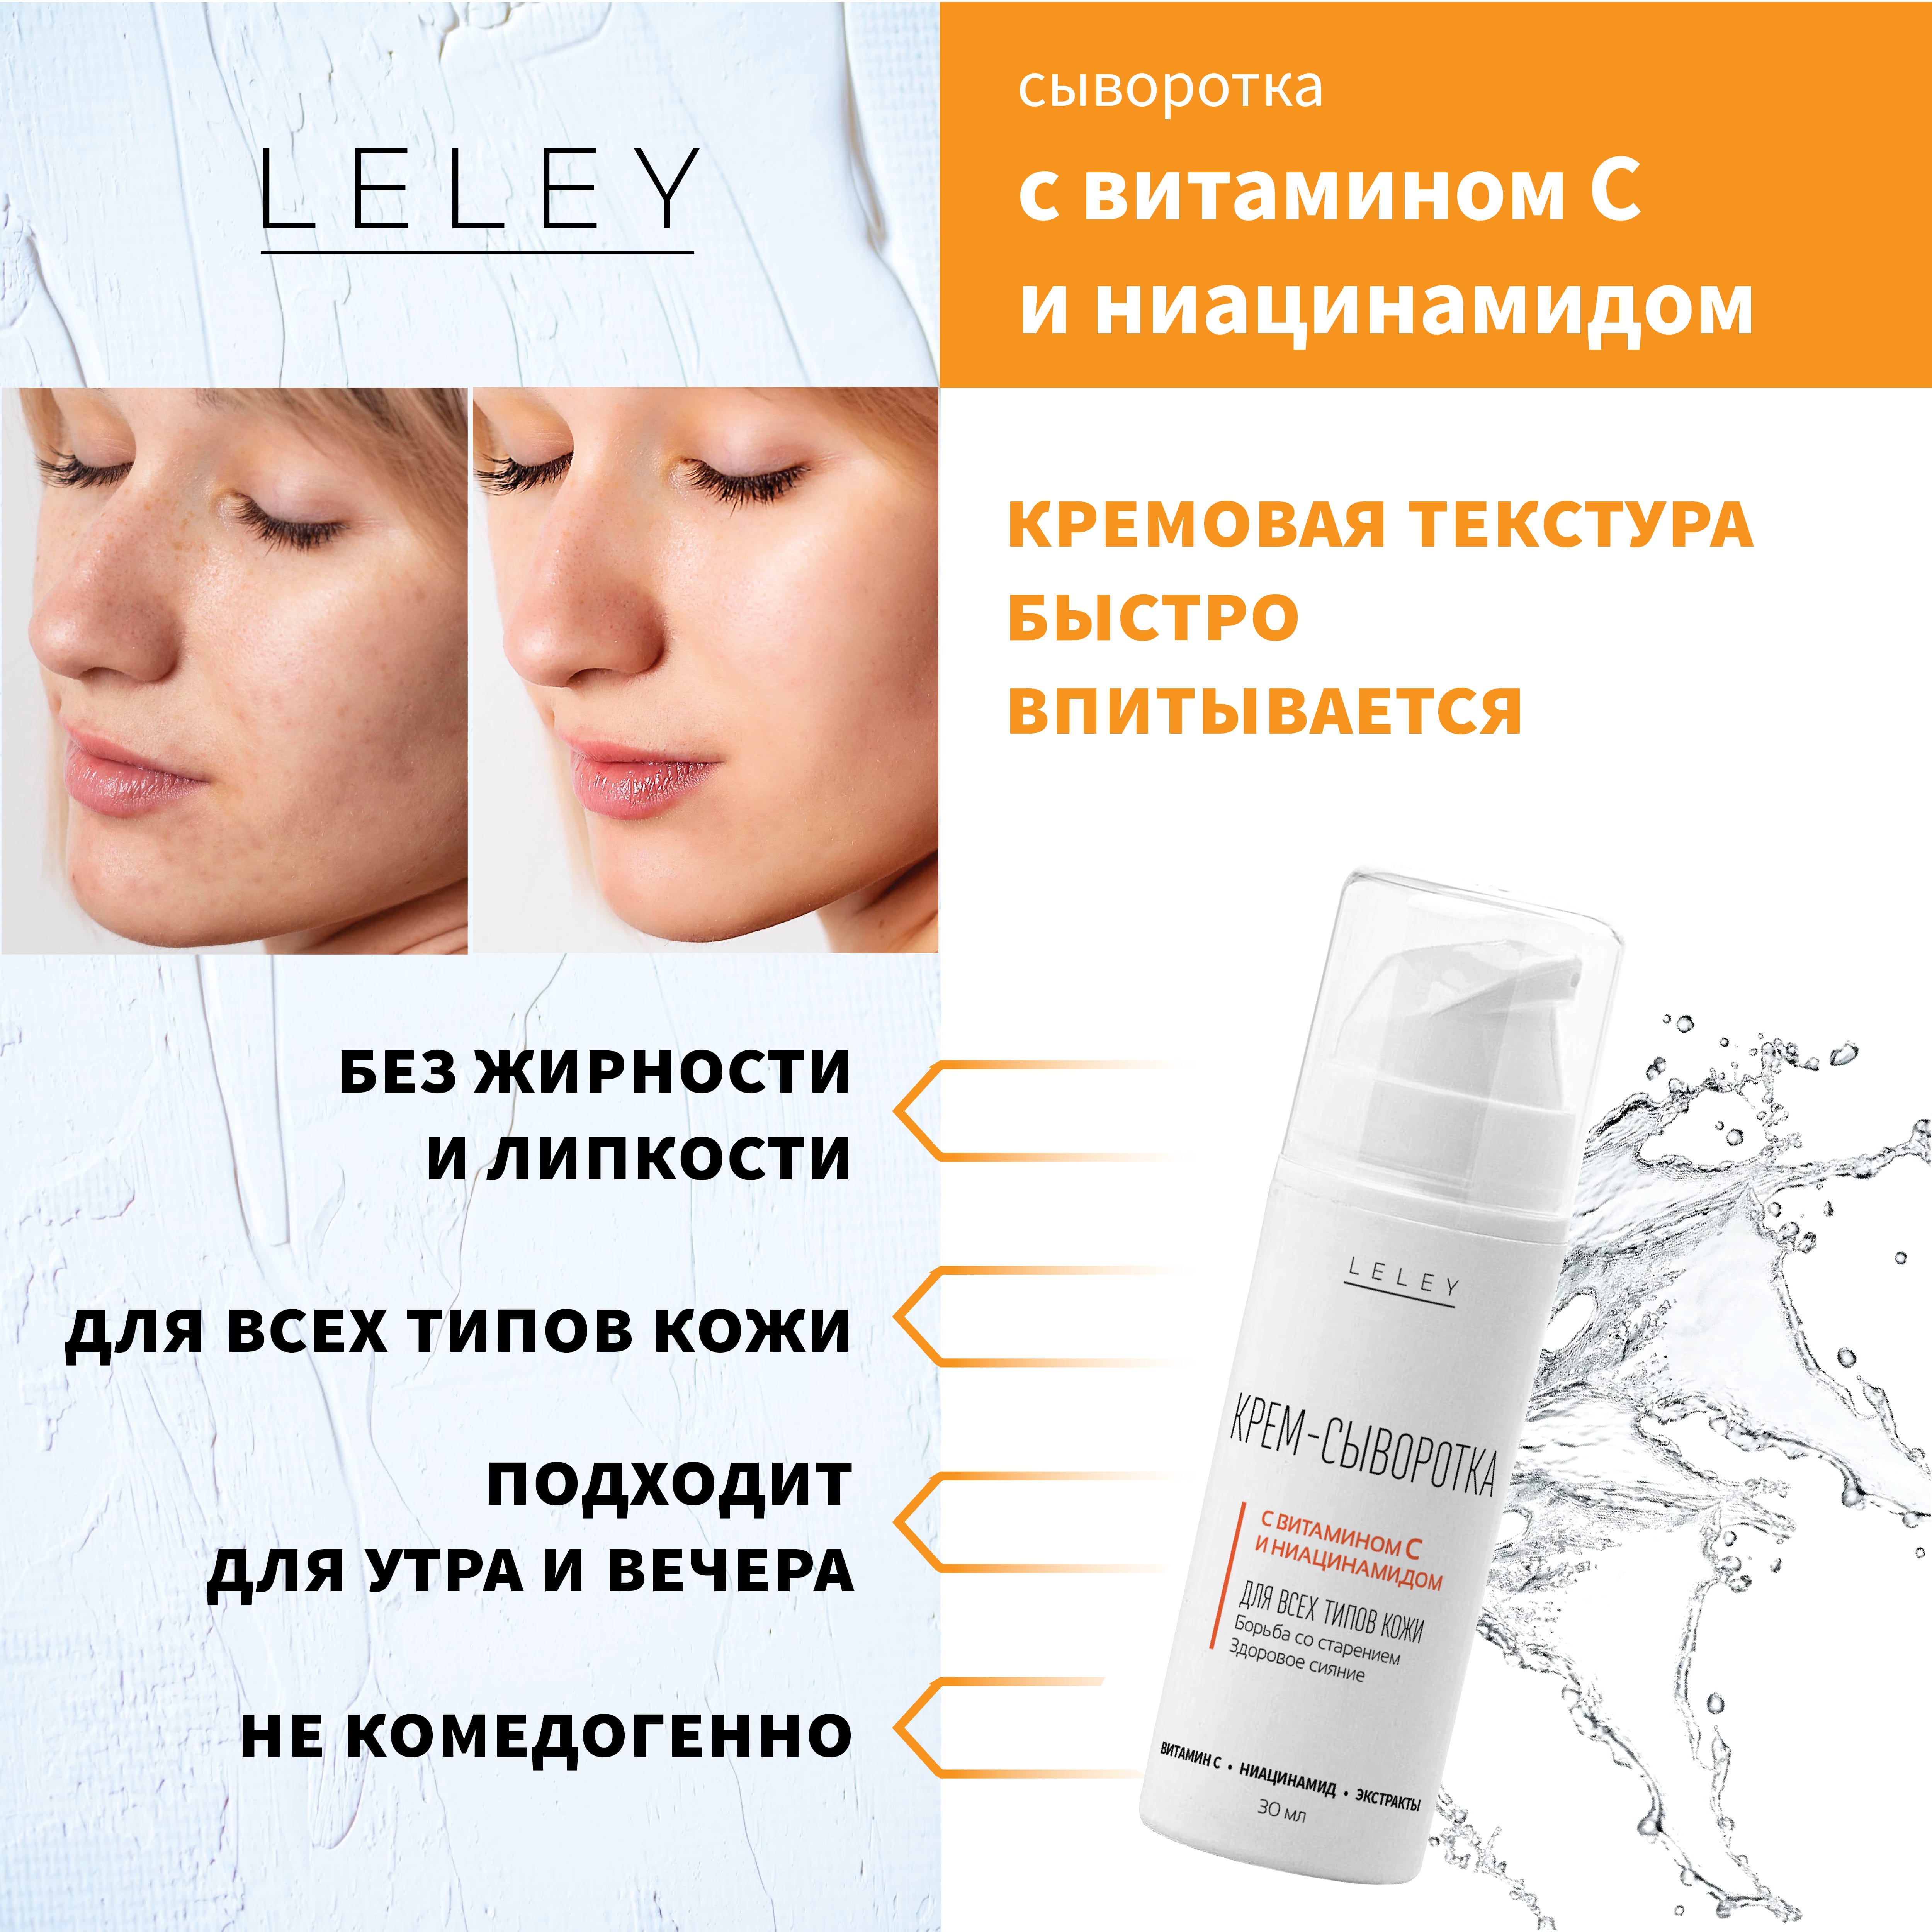 LELEY
сыворотка
с витамином С
и ниацинамидом
КРЕМОВАЯ ТЕКСТУРА
БЫСТРО
ВПИТЫВАЕТСЯ
БЕЗ ЖИРНОСТИ
И ЛИПКОСТИ
ДЛЯ ВСЕХ ТИПОВ КОЖИ
ПОДХОДИТ
ДЛЯ УТРА И ВЕЧЕРА
НЕ КОМЕДОГЕННО
LELEY
КРЕМ-СЫВОРОТКА
С ВИТАМИНОМ С
И НИАЦИНАМИДОМ
ДЛЯ ВСЕХ ТИПОВ КОЖИ
Борьба со старением
Здоровое сияние
ВИТАМИН С • НИАЦИНАМИД • ЭКСТРАКТЫ
30 мл